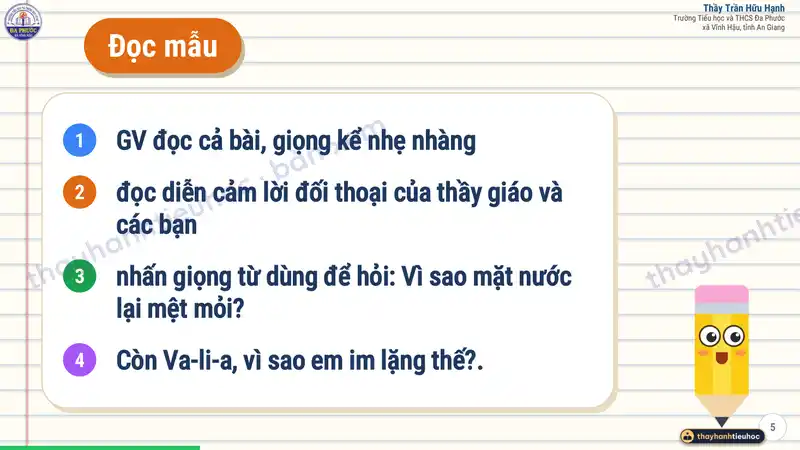 Thầy Trần Hữu Hạnh
Trường Tiểu học và THCS Đa Phước
xã Vĩnh Hậu, tỉnh An Giang
ĐA PHƯỚC
Đọc mẫu
1 GV đọc cả bài, giọng kể nhẹ nhàng
2 đọc diễn cảm lời đối thoại của thầy giáo và
các bạn
3 nhấn giọng từ dùng để hỏi: Vì sao mặt nước
lại mệt mỏi?
4 Còn Va-li-a, vì sao em im lặng thế?.
5
thayhanhtieuhoc